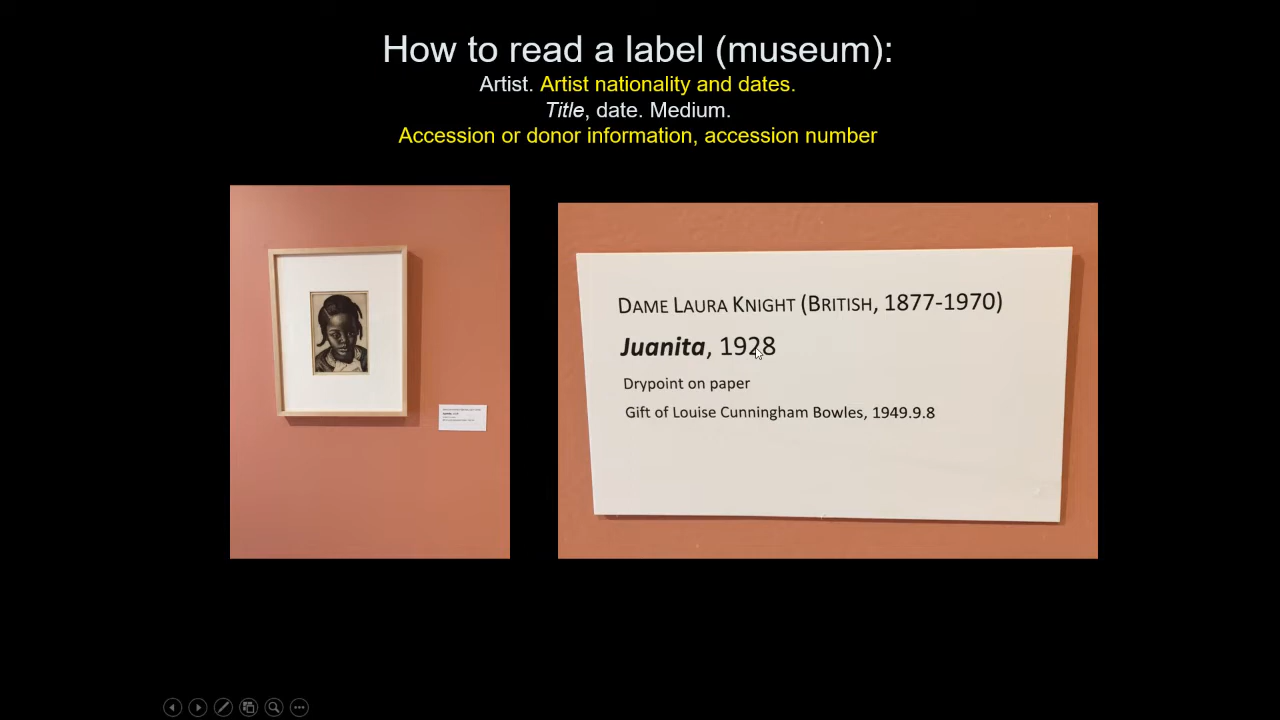 How to read a label (museum):
Artist. Artist nationality and dates.
Title, date. Medium.
Accession or donor information, accession number
DAME LAURA KNIGHT (BRITISH, 1877-1970)
Juanita, 1928
Drypoint on paper
Gift of Louise Cunningham Bowles, 1949.9.8